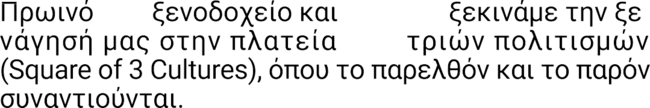 Πρωινό ξενοδοχείο και ξεκινάμε την ξε
νάγησή μας στην πλατεία τριών πολιτισμών
(Square of 3 Cultures), όπου το παρελθόν και το παρόν
συναντιούνται.